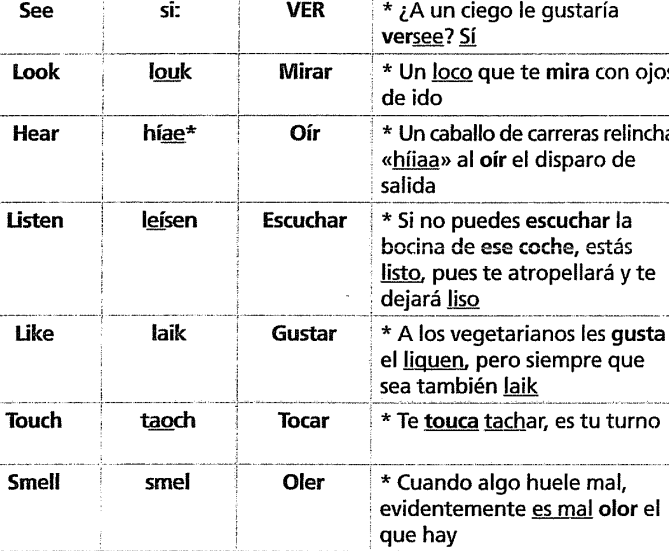 See si: VER * ¿A un ciego le gustaría
versee? Sí
Look louk Mirar * Un loco que te mira con ojos
de ido
Hear híae* Oír * Un caballo de carreras relincha
«híiaa» al oír el disparo de
salida
Listen leísen Escuchar * Si no puedes escuchar la
bocina de ese coche, estás
listo, pues te atropellará y te
dejará liso
Like laik Gustar * A los vegetarianos les gusta
el liquen, pero siempre que
sea también laik
Touch taoch Tocar * Te touca tachar, es tu turno
Smell smel Oler * Cuando algo huele mal,
evidentemente es mal olor el
que hay